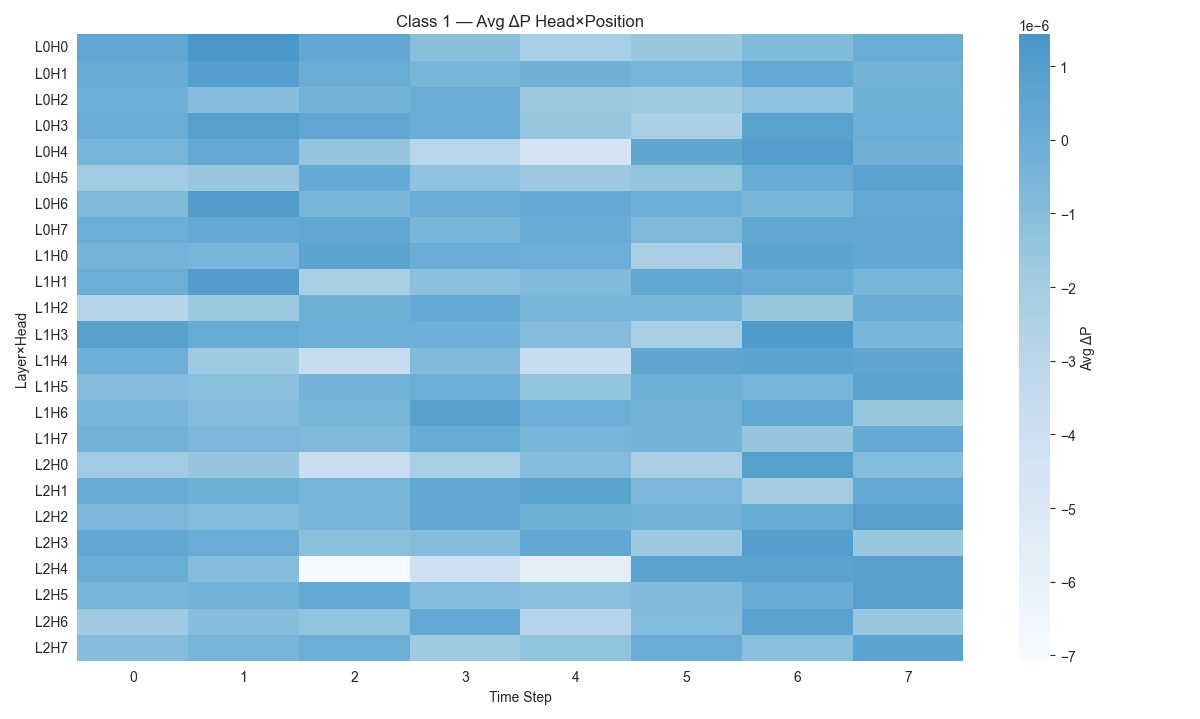 Class 1 — Avg ΔP Head×Position
1e−6
L0H0
L0H1
L0H2
L0H3
L0H4
L0H5
L0H6
L0H7
L1H0
L1H1
L1H2
L1H3
L1H4
L1H5
L1H6
L1H7
L2H0
L2H1
L2H2
L2H3
L2H4
L2H5
L2H6
L2H7
Layer×Head
0 1 2 3 4 5 6 7
Time Step
1
0
−1
−2
−3
−4
−5
−6
−7
Avg ΔP